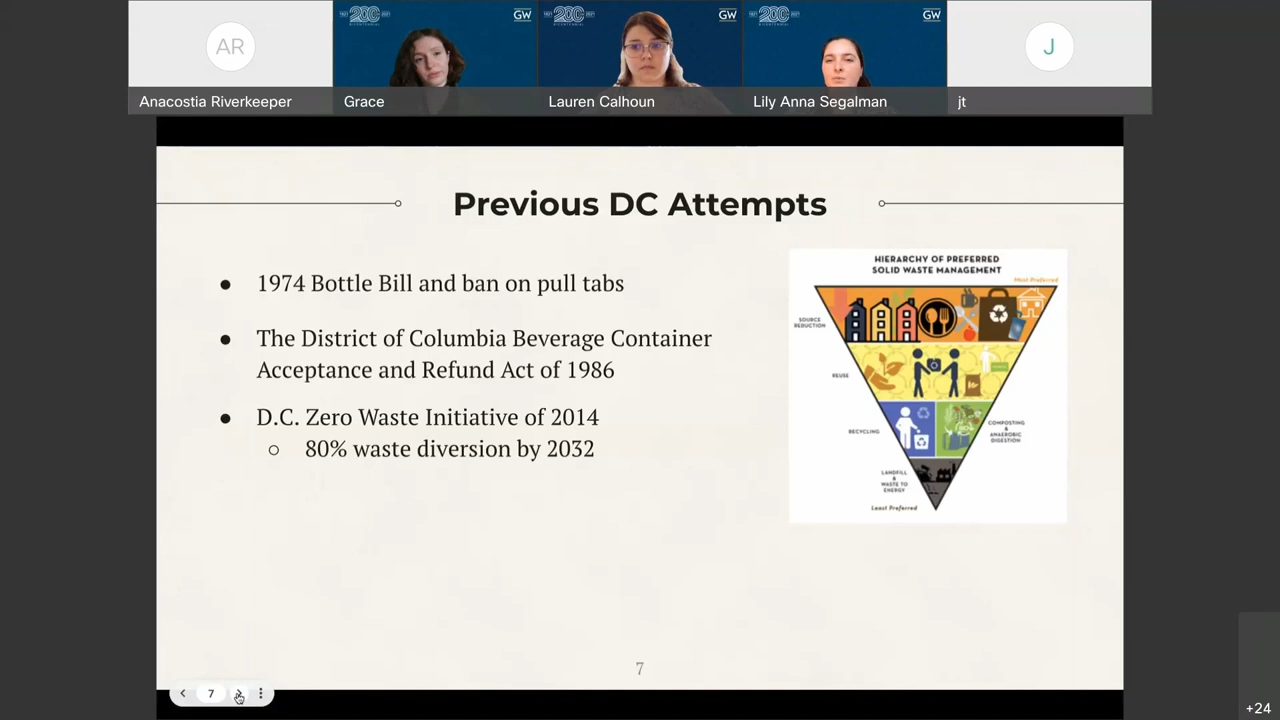 AR
Anacostia Riverkeeper
GW
Grace
GW
Lauren Calhoun
GW
Lily Anna Segalman
J
jt
Previous DC Attempts
● 1974 Bottle Bill and ban on pull tabs
● The District of Columbia Beverage Container
Acceptance and Refund Act of 1986
● D.C. Zero Waste Initiative of 2014
○ 80% waste diversion by 2032
HIERARCHY OF PREFERRED
SOLID WASTE MANAGEMENT
Most Preferred
SOURCE
REDUCTION
REUSE
RECYCLING
COMPOSTING
&
ANAEROBIC
DIGESTION
LANDFILL
&
WASTE TO
ENERGY
Least Preferred
7
7
+24